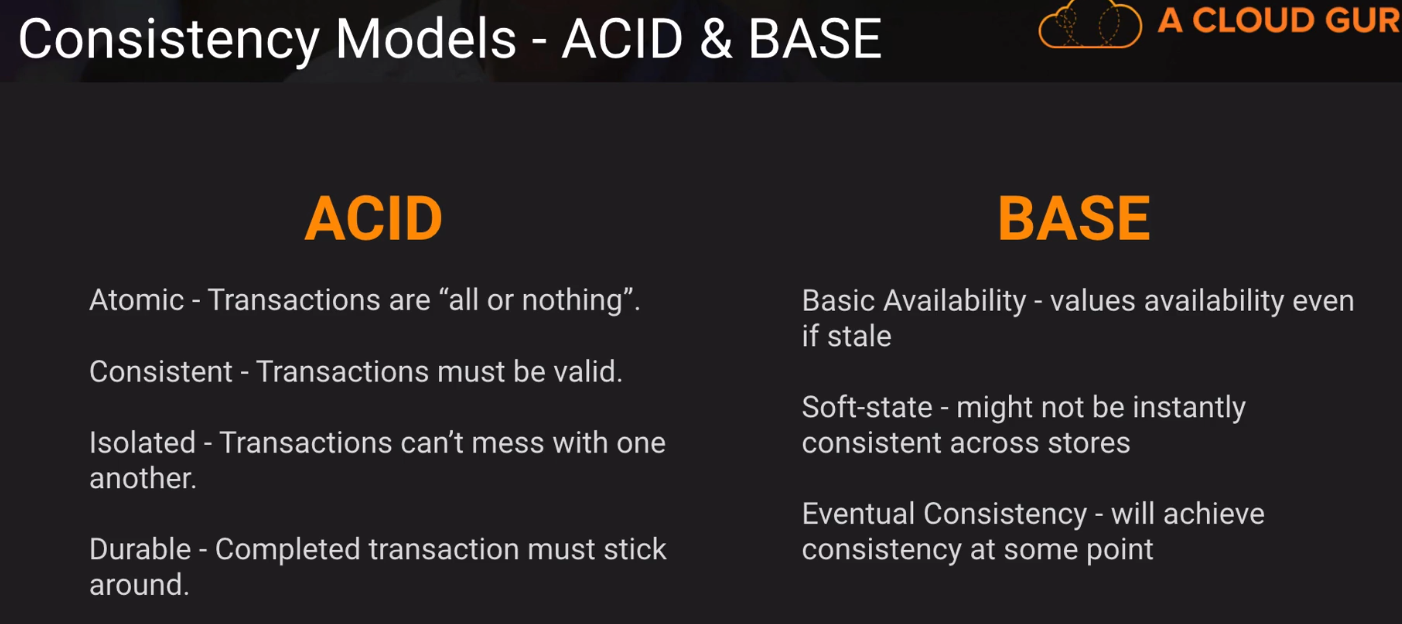 Consistency Models - ACID & BASE
A CLOUD GUR
ACID
Atomic - Transactions are “all or nothing”.
Consistent - Transactions must be valid.
Isolated - Transactions can’t mess with one
another.
Durable - Completed transaction must stick
around.
BASE
Basic Availability - values availability even
if stale
Soft-state - might not be instantly
consistent across stores
Eventual Consistency - will achieve
consistency at some point